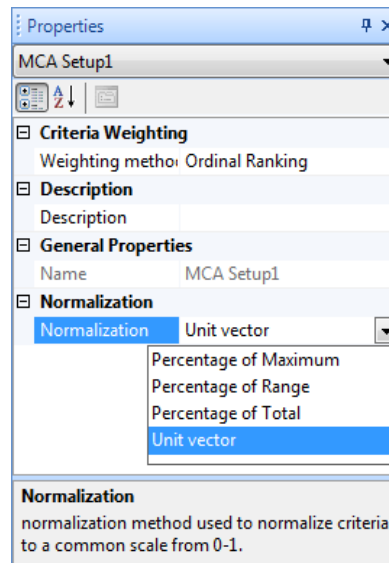 Properties
MCA Setup1
Criteria Weighting
Weighting metho Ordinal Ranking
Description
Description
General Properties
Name MCA Setup1
Normalization
Normalization Unit vector
Percentage of Maximum
Percentage of Range
Percentage of Total
Unit vector
Normalization
normalization method used to normalize criteria
to a common scale from 0-1.